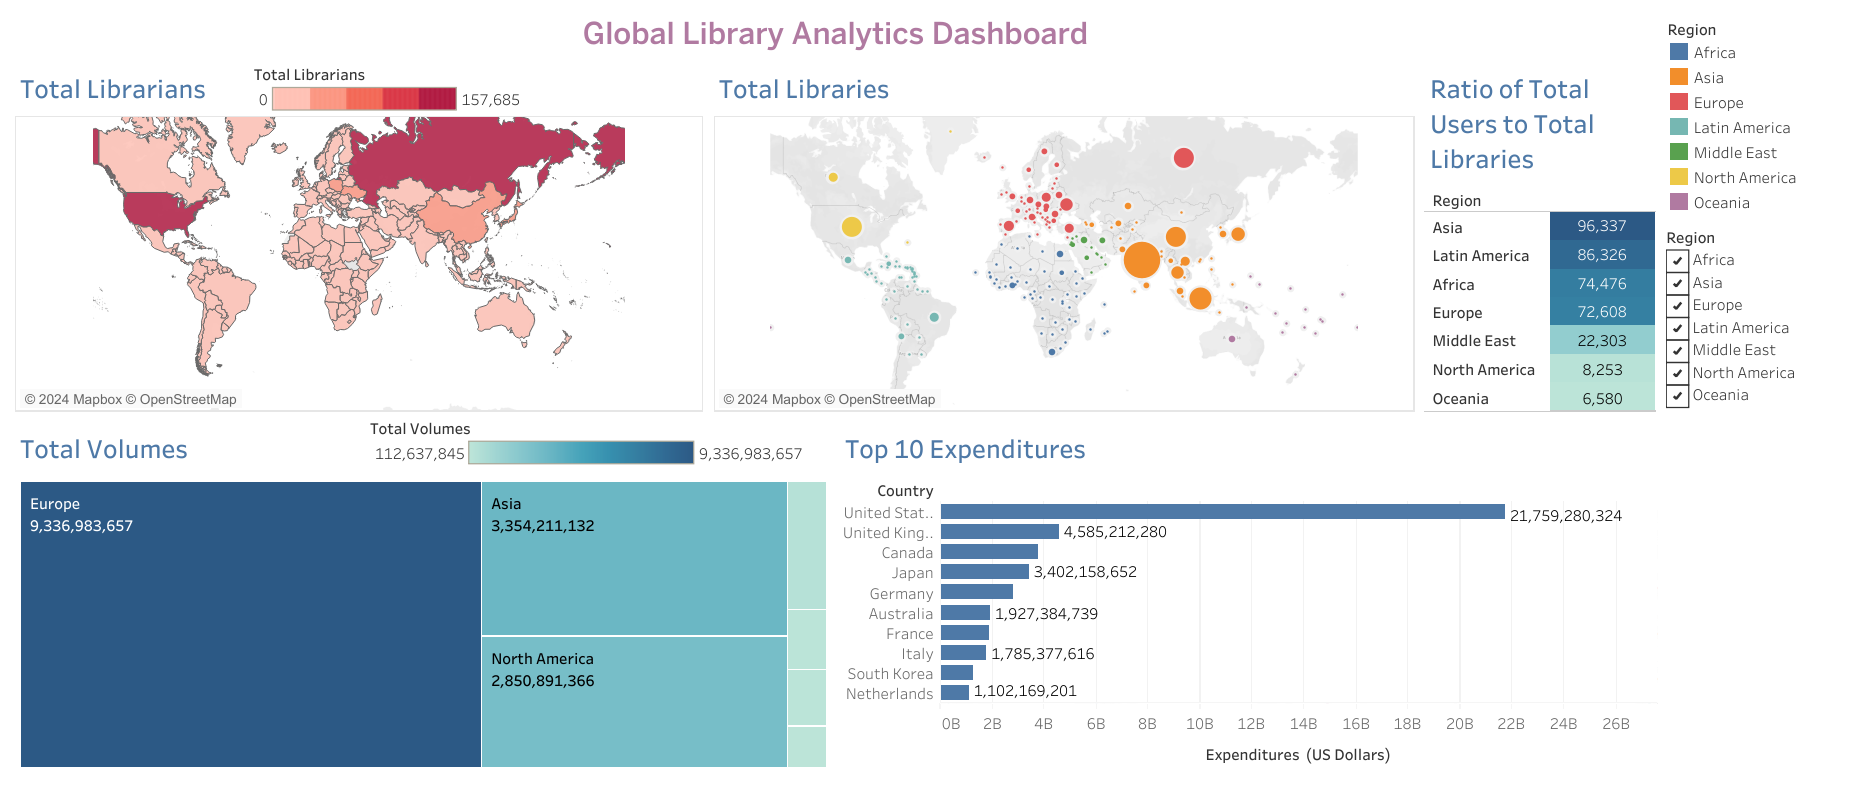 Global Library Analytics Dashboard
Total Librarians
Total Librarians
0
157,685
© 2024 Mapbox © OpenStreetMap
Total Libraries
© 2024 Mapbox © OpenStreetMap
Ratio of Total
Users to Total
Libraries
Region
Asia 96,337
Latin America 86,326
Africa 74,476
Europe 72,608
Middle East 22,303
North America 8,253
Oceania 6,580
Region
Africa
Asia
Europe
Latin America
Middle East
North America
Oceania
Region
Africa
Asia
Europe
Latin America
Middle East
North America
Oceania
Total Volumes
Total Volumes
112,637,845
9,336,983,657
Europe
9,336,983,657
Asia
3,354,211,132
North America
2,850,891,366
Top 10 Expenditures
Country
United Stat.. 21,759,280,324
United King.. 4,585,212,280
Canada
Japan 3,402,158,652
Germany
Australia 1,927,384,739
France
Italy 1,785,377,616
South Korea
Netherlands 1,102,169,201
0B 2B 4B 6B 8B 10B 12B 14B 16B 18B 20B 22B 24B 26B
Expenditures (US Dollars)